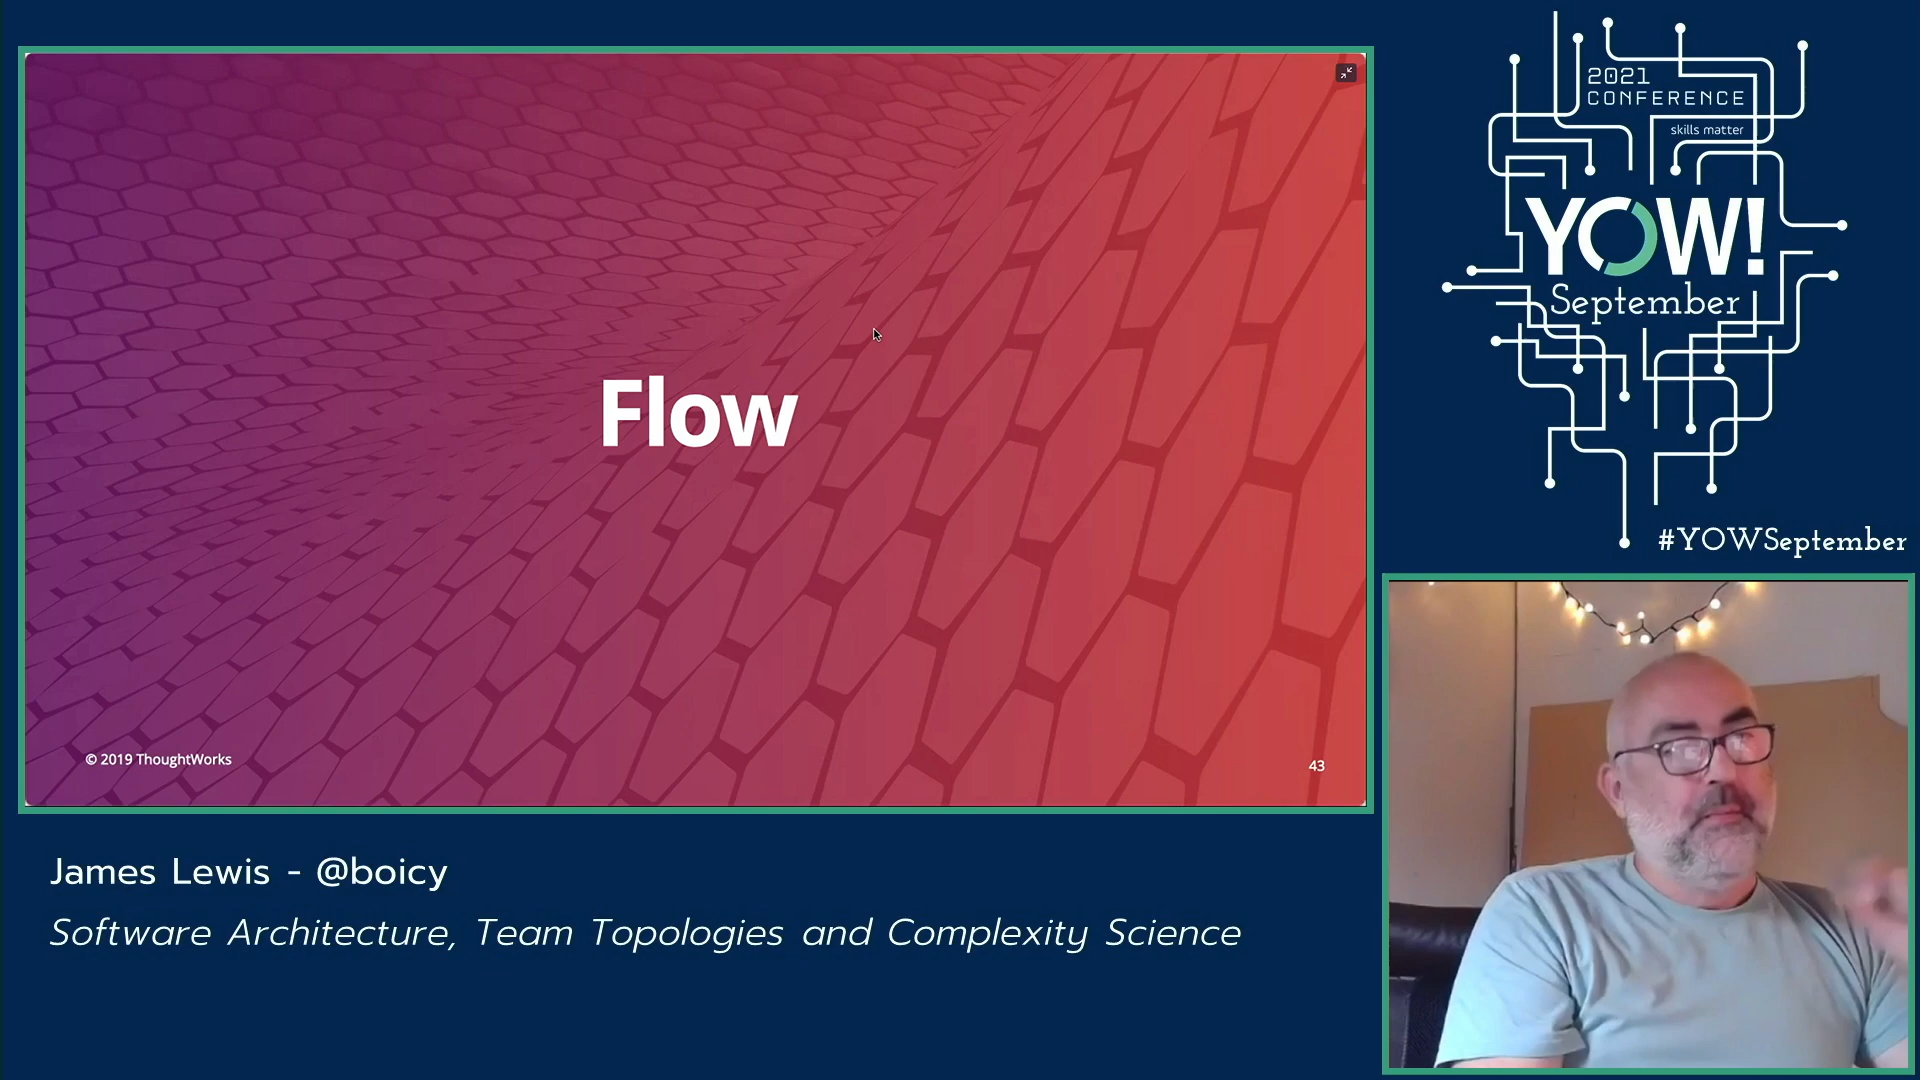 Flow
© 2019 ThoughtWorks
43
2021
CONFERENCE
skills matter
YOW!
September
#YOWSeptember
James Lewis - @boicy
Software Architecture, Team Topologies and Complexity Science